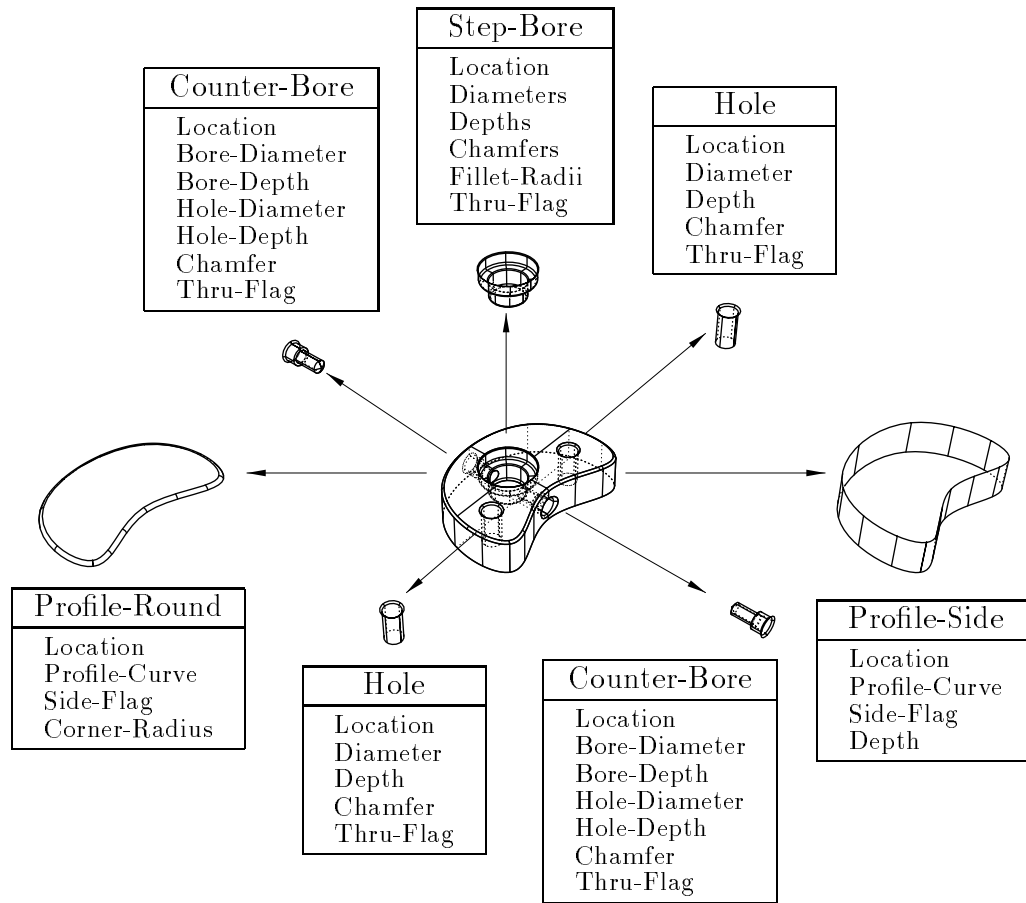 Step-Bore
Location
Diameters
Depths
Chamfers
Fillet-Radii
Thru-Flag
Counter-Bore
Location
Bore-Diameter
Bore-Depth
Hole-Diameter
Hole-Depth
Chamfer
Thru-Flag
Hole
Location
Diameter
Depth
Chamfer
Thru-Flag
Profile-Round
Location
Profile-Curve
Side-Flag
Corner-Radius
Hole
Location
Diameter
Depth
Chamfer
Thru-Flag
Counter-Bore
Location
Bore-Diameter
Bore-Depth
Hole-Diameter
Hole-Depth
Chamfer
Thru-Flag
Profile-Side
Location
Profile-Curve
Side-Flag
Depth